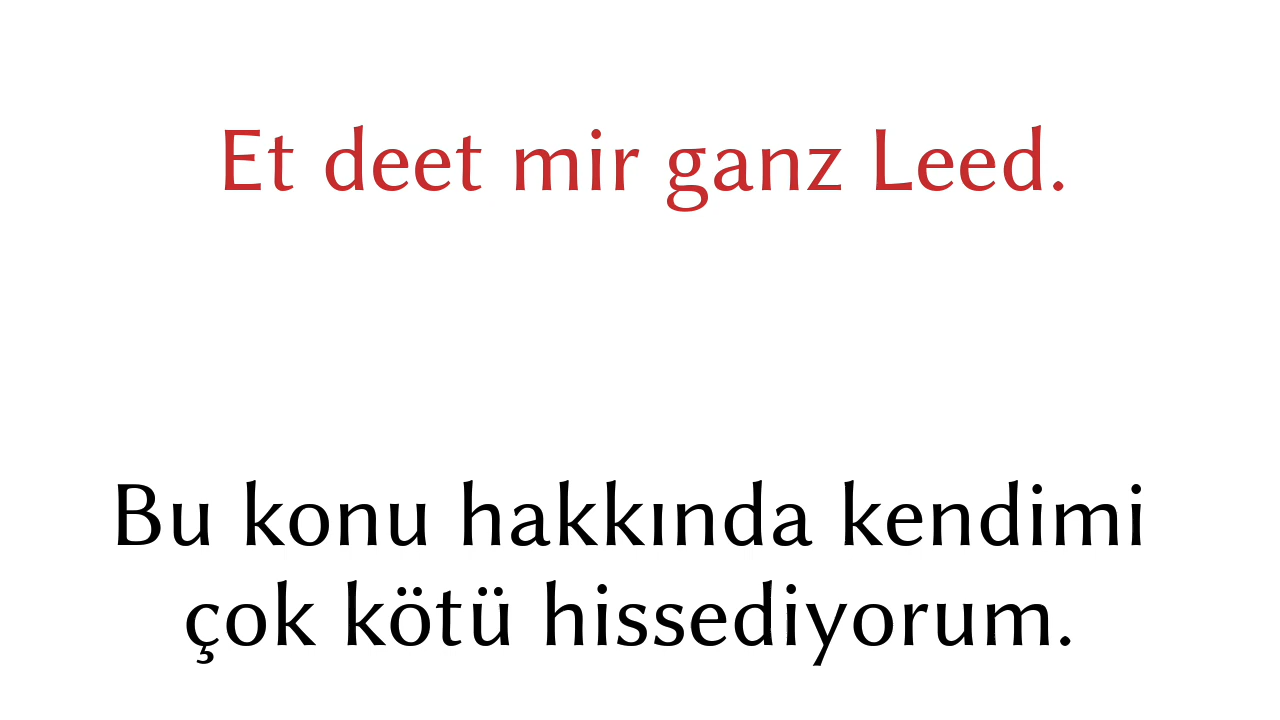 Et deet mir ganz Leed.
Bu konu hakkında kendimi
çok kötü hissediyorum.